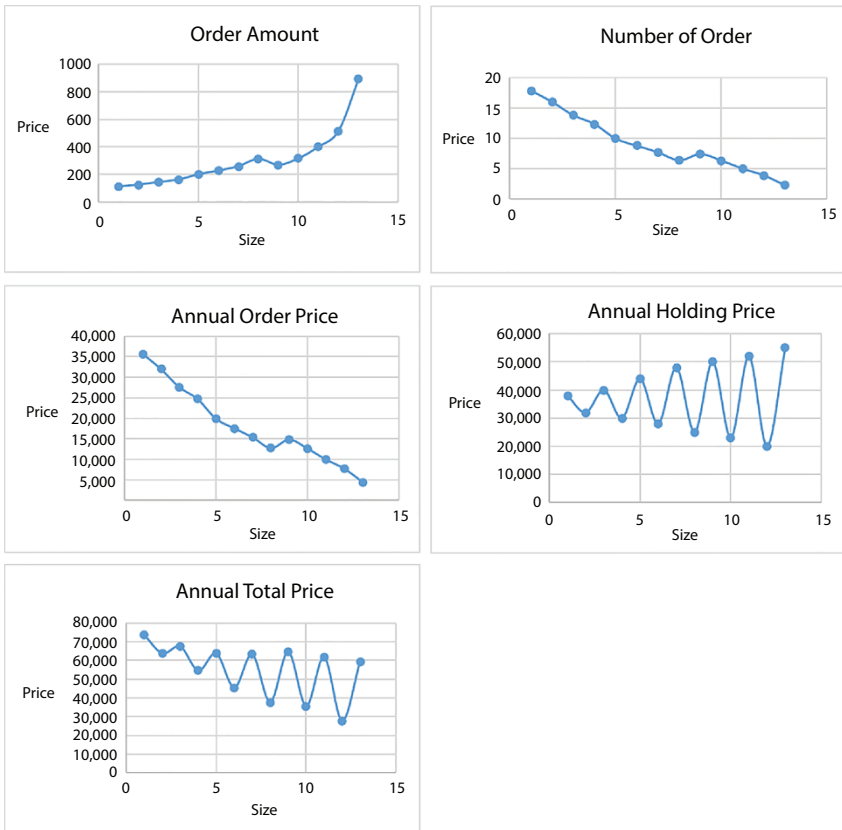 Order Amount
1000
800
600
400
200
0
Price
0 5 10 15
Size
Number of Order
20
15
10
5
0
Price
0 5 10 15
Size
Annual Order Price
40,000
35,000
30,000
25,000
20,000
15,000
10,000
5,000
Price
0 5 10 15
Size
Annual Holding Price
60,000
50,000
40,000
30,000
20,000
10,000
0
Price
0 5 10 15
Size
Annual Total Price
80,000
70,000
60,000
50,000
40,000
30,000
20,000
10,000
0
Price
0 5 10 15
Size